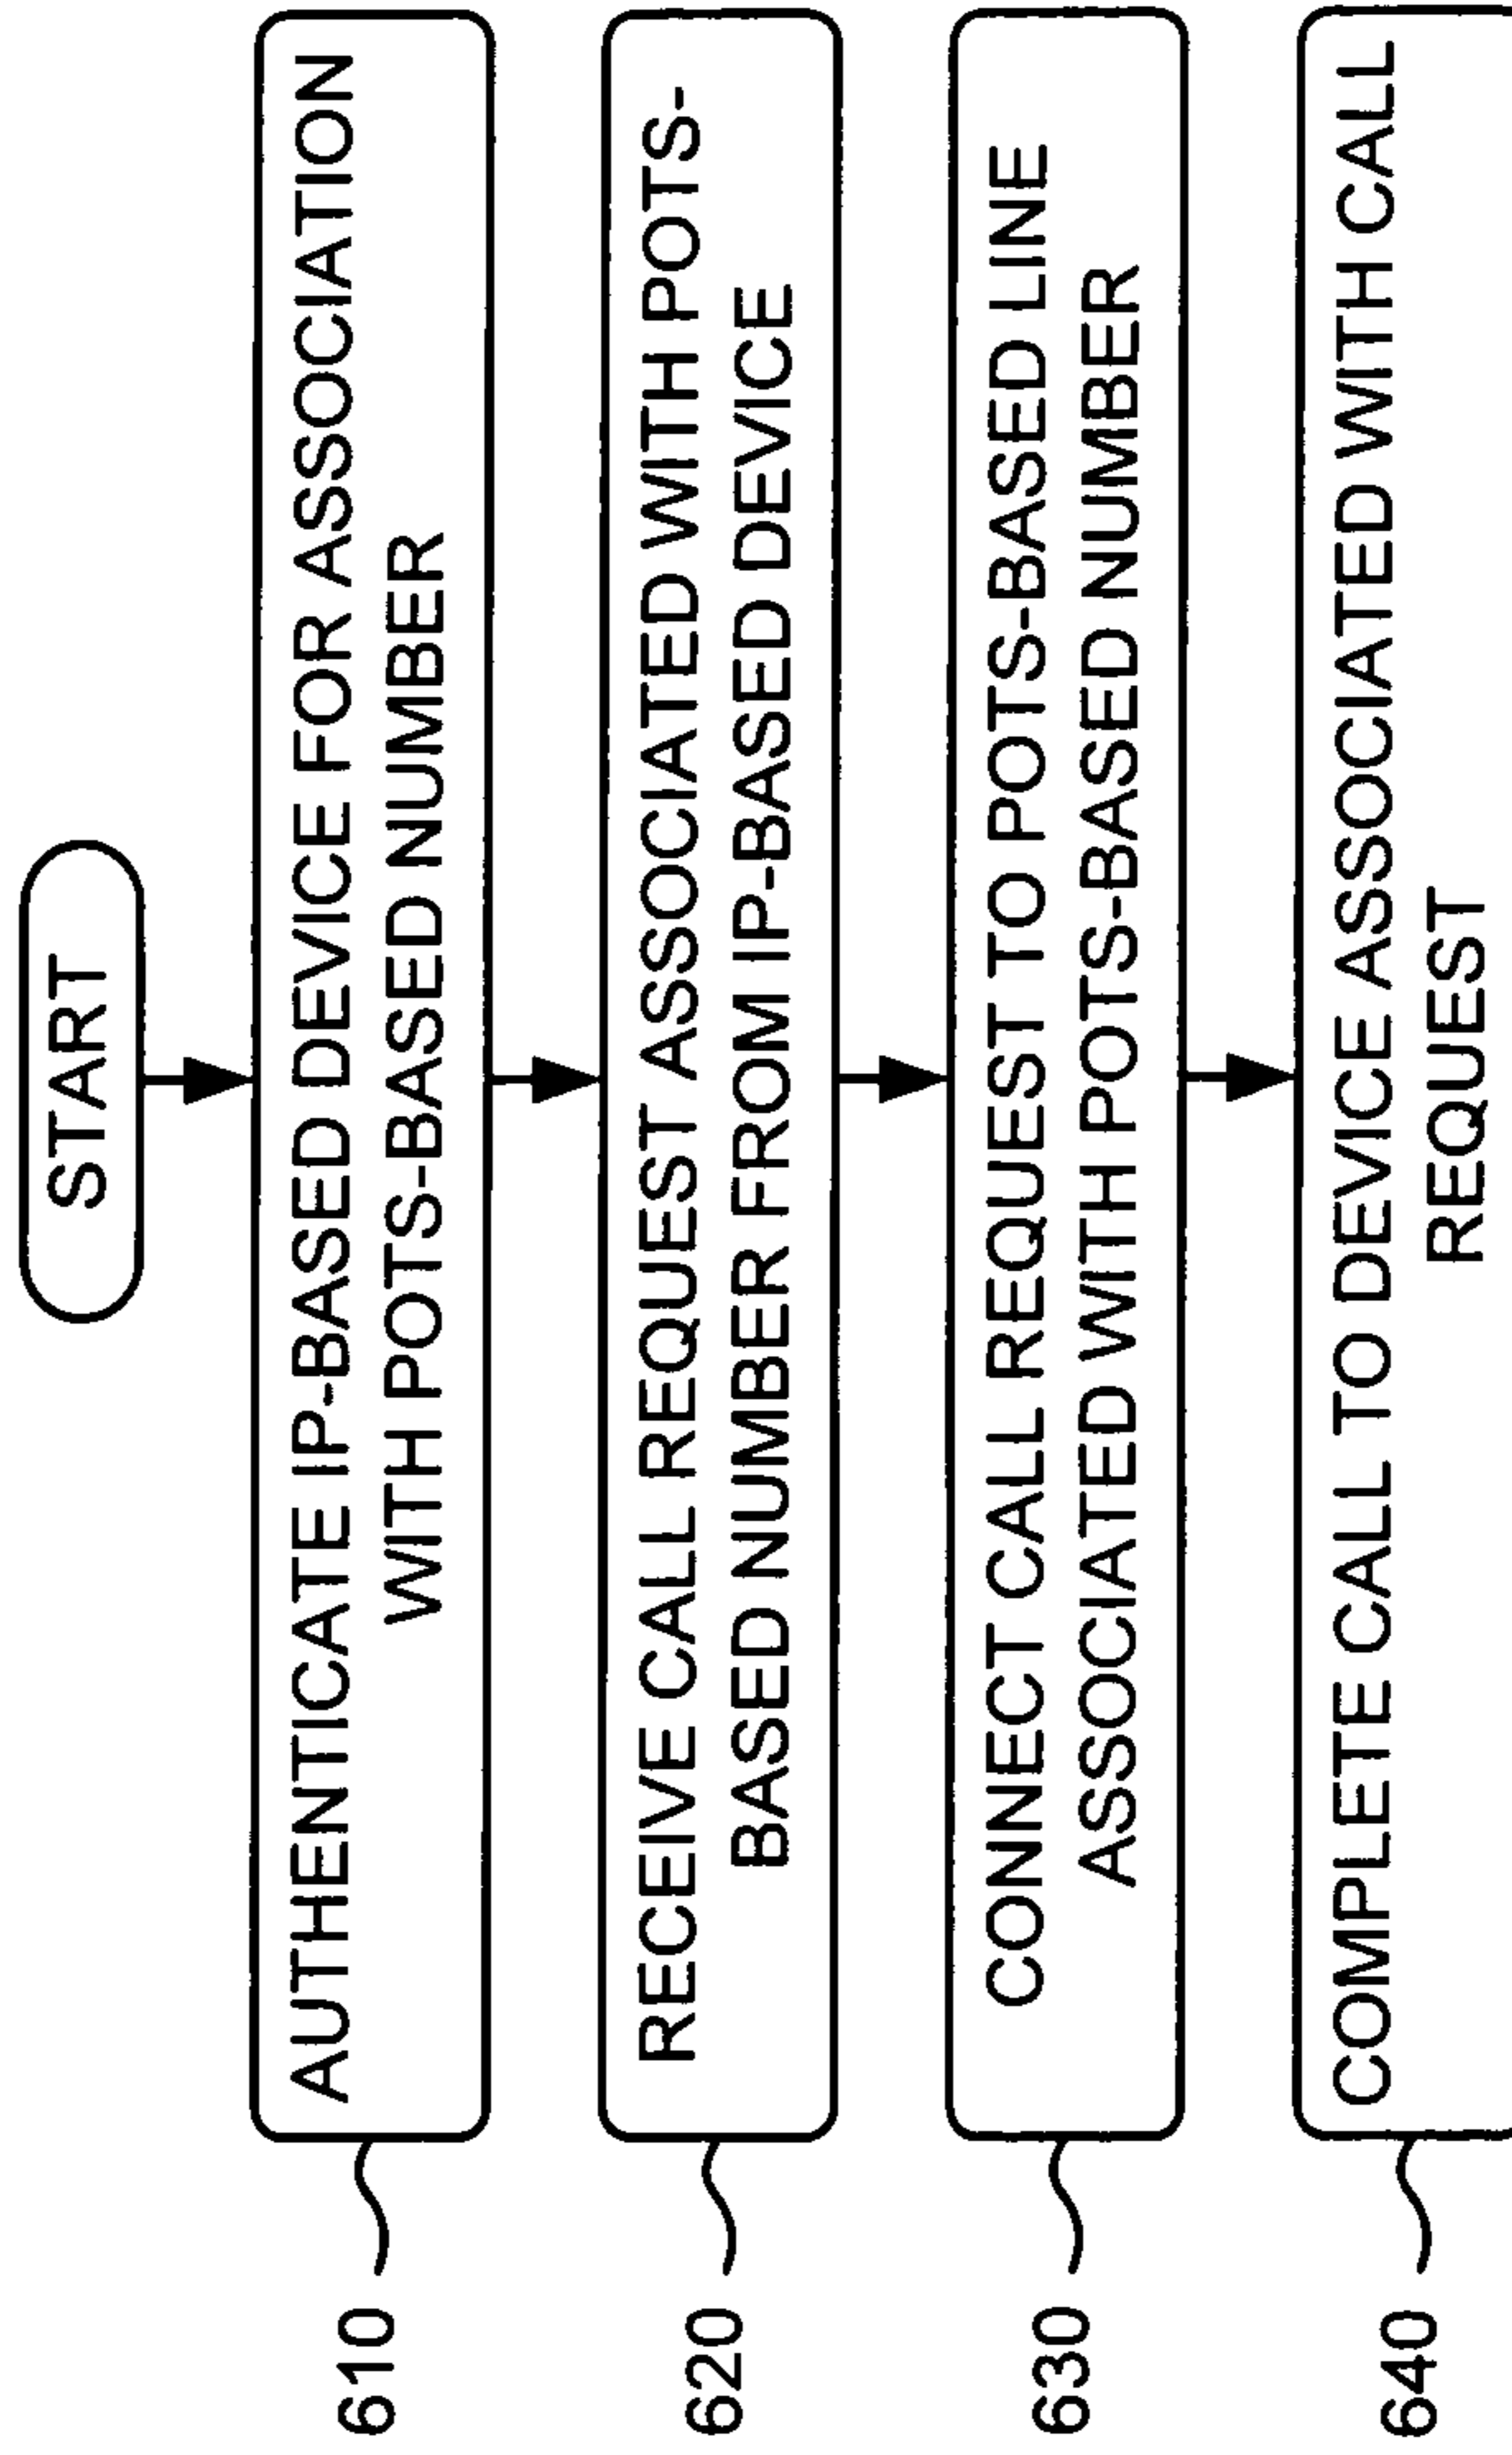 START
610
AUTHENTICATE IP-BASED DEVICE FOR ASSOCIATION
WITH POTS-BASED NUMBER
620
RECEIVE CALL REQUEST ASSOCIATED WITH POTS-
BASED NUMBER FROM IP-BASED DEVICE
630
CONNECT CALL REQUEST TO POTS-BASED LINE
ASSOCIATED WITH POTS-BASED NUMBER
640
COMPLETE CALL TO DEVICE ASSOCIATED WITH CALL
REQUEST